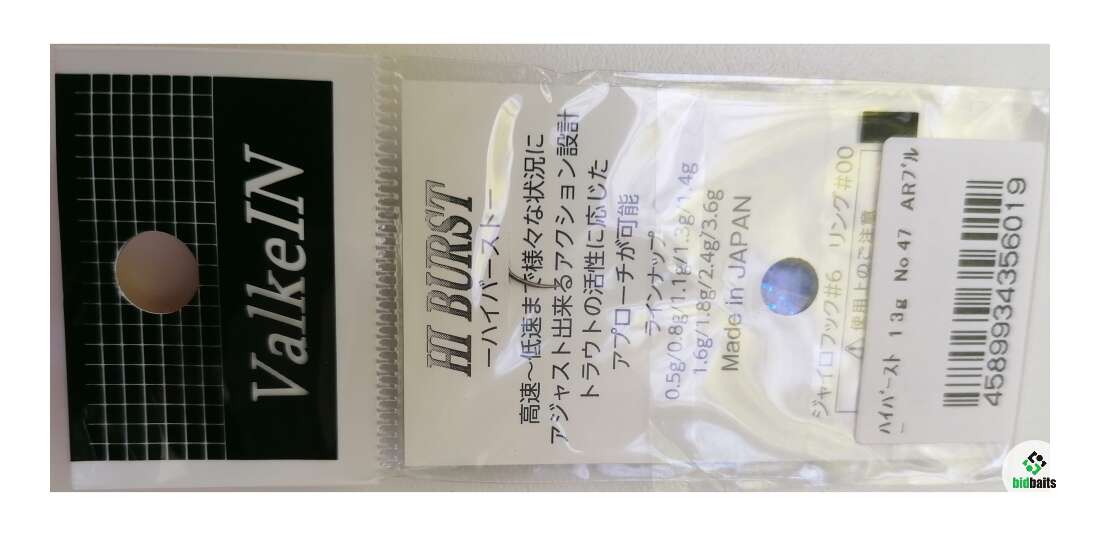 ValkeIN
HI BURST
ーハイバーストー
高速～低速まで様々な状況に
アジャスト出来るアクション設計
トラウトの活性に応じた
アプローチが可能
ラインナップ
0.5g/0.8g/1.1g/1.3g/1.4g
1.6g/1.8g/2.4g/3.6g
Made in JAPAN
ジャイロフック#6 リング#00
使用上のご注意
ﾊｲﾊﾞｰｽﾄ 1 3g No 47 ARﾌﾞﾙ
4589934356019
bidbaits